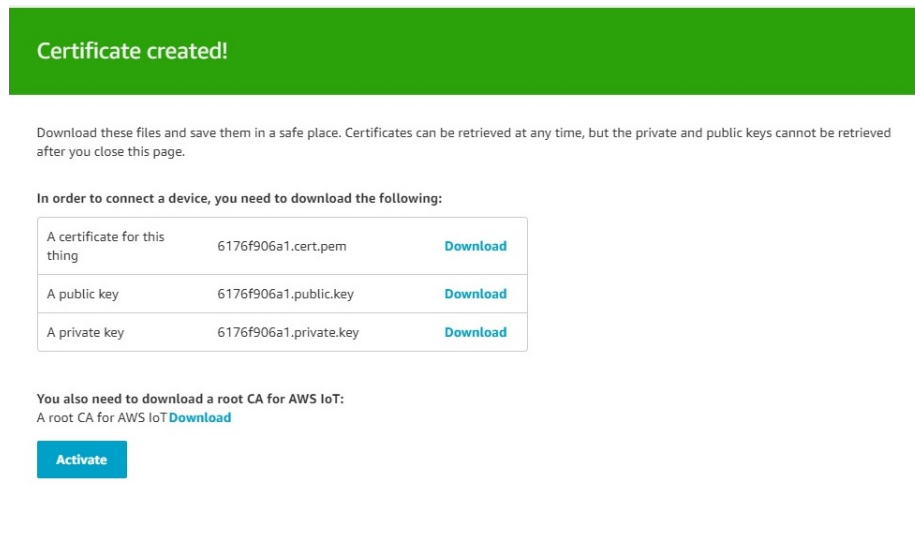 Certificate created!
Download these files and save them in a safe place. Certificates can be retrieved at any time, but the private and public keys cannot be retrieved
after you close this page.
In order to connect a device, you need to download the following:
A certificate for this
thing
6176f906a1.cert.pem
Download
A public key
6176f906a1.public.key
Download
A private key
6176f906a1.private.key
Download
You also need to download a root CA for AWS IoT:
A root CA for AWS IoT Download
Activate